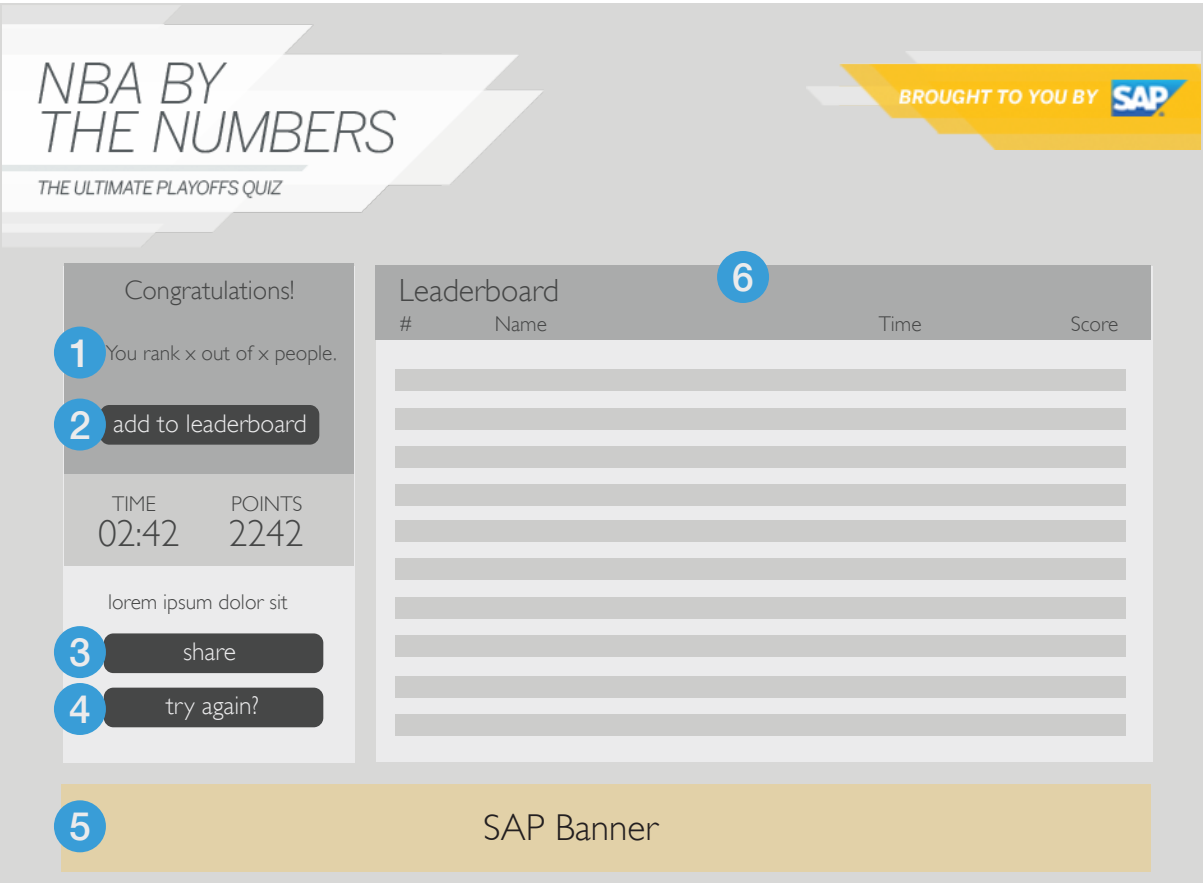 NBA BY
THE NUMBERS
THE ULTIMATE PLAYOFFS QUIZ
BROUGHT TO YOU BY SAP
Congratulations!
1 You rank x out of x people.
2 add to leaderboard
TIME POINTS
02:42 2242
lorem ipsum dolor sit
3 share
4 try again?
6
Leaderboard
# Name Time Score
5 SAP Banner